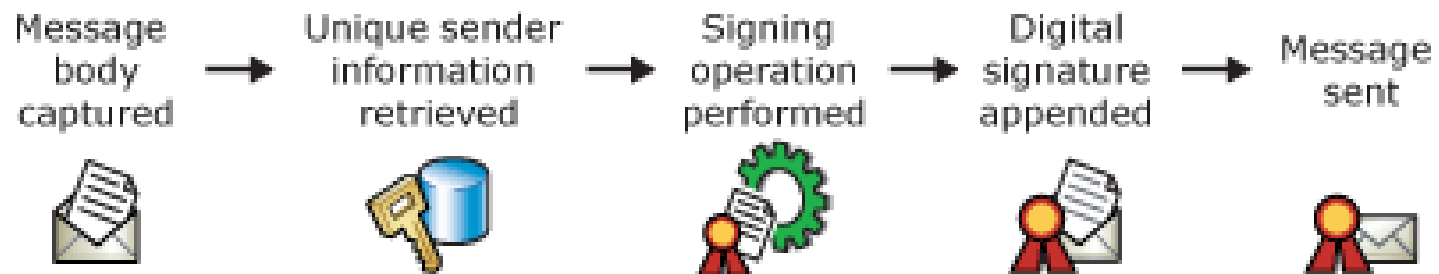 Message
body
captured
Unique sender
information
retrieved
Signing
operation
performed
Digital
signature
appended
Message
sent